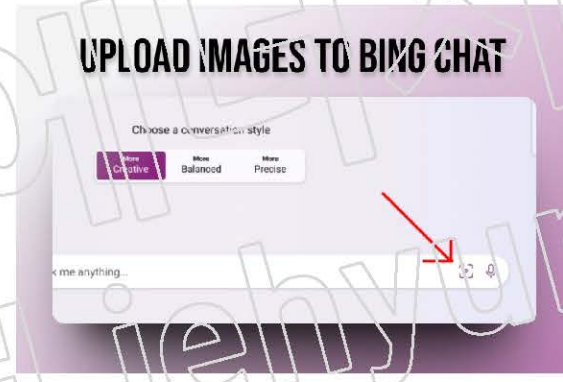 UPLOAD IMAGES TO BING CHAT
Choose a conversation style
More More More
Creative Balanced Precise
k me anything...